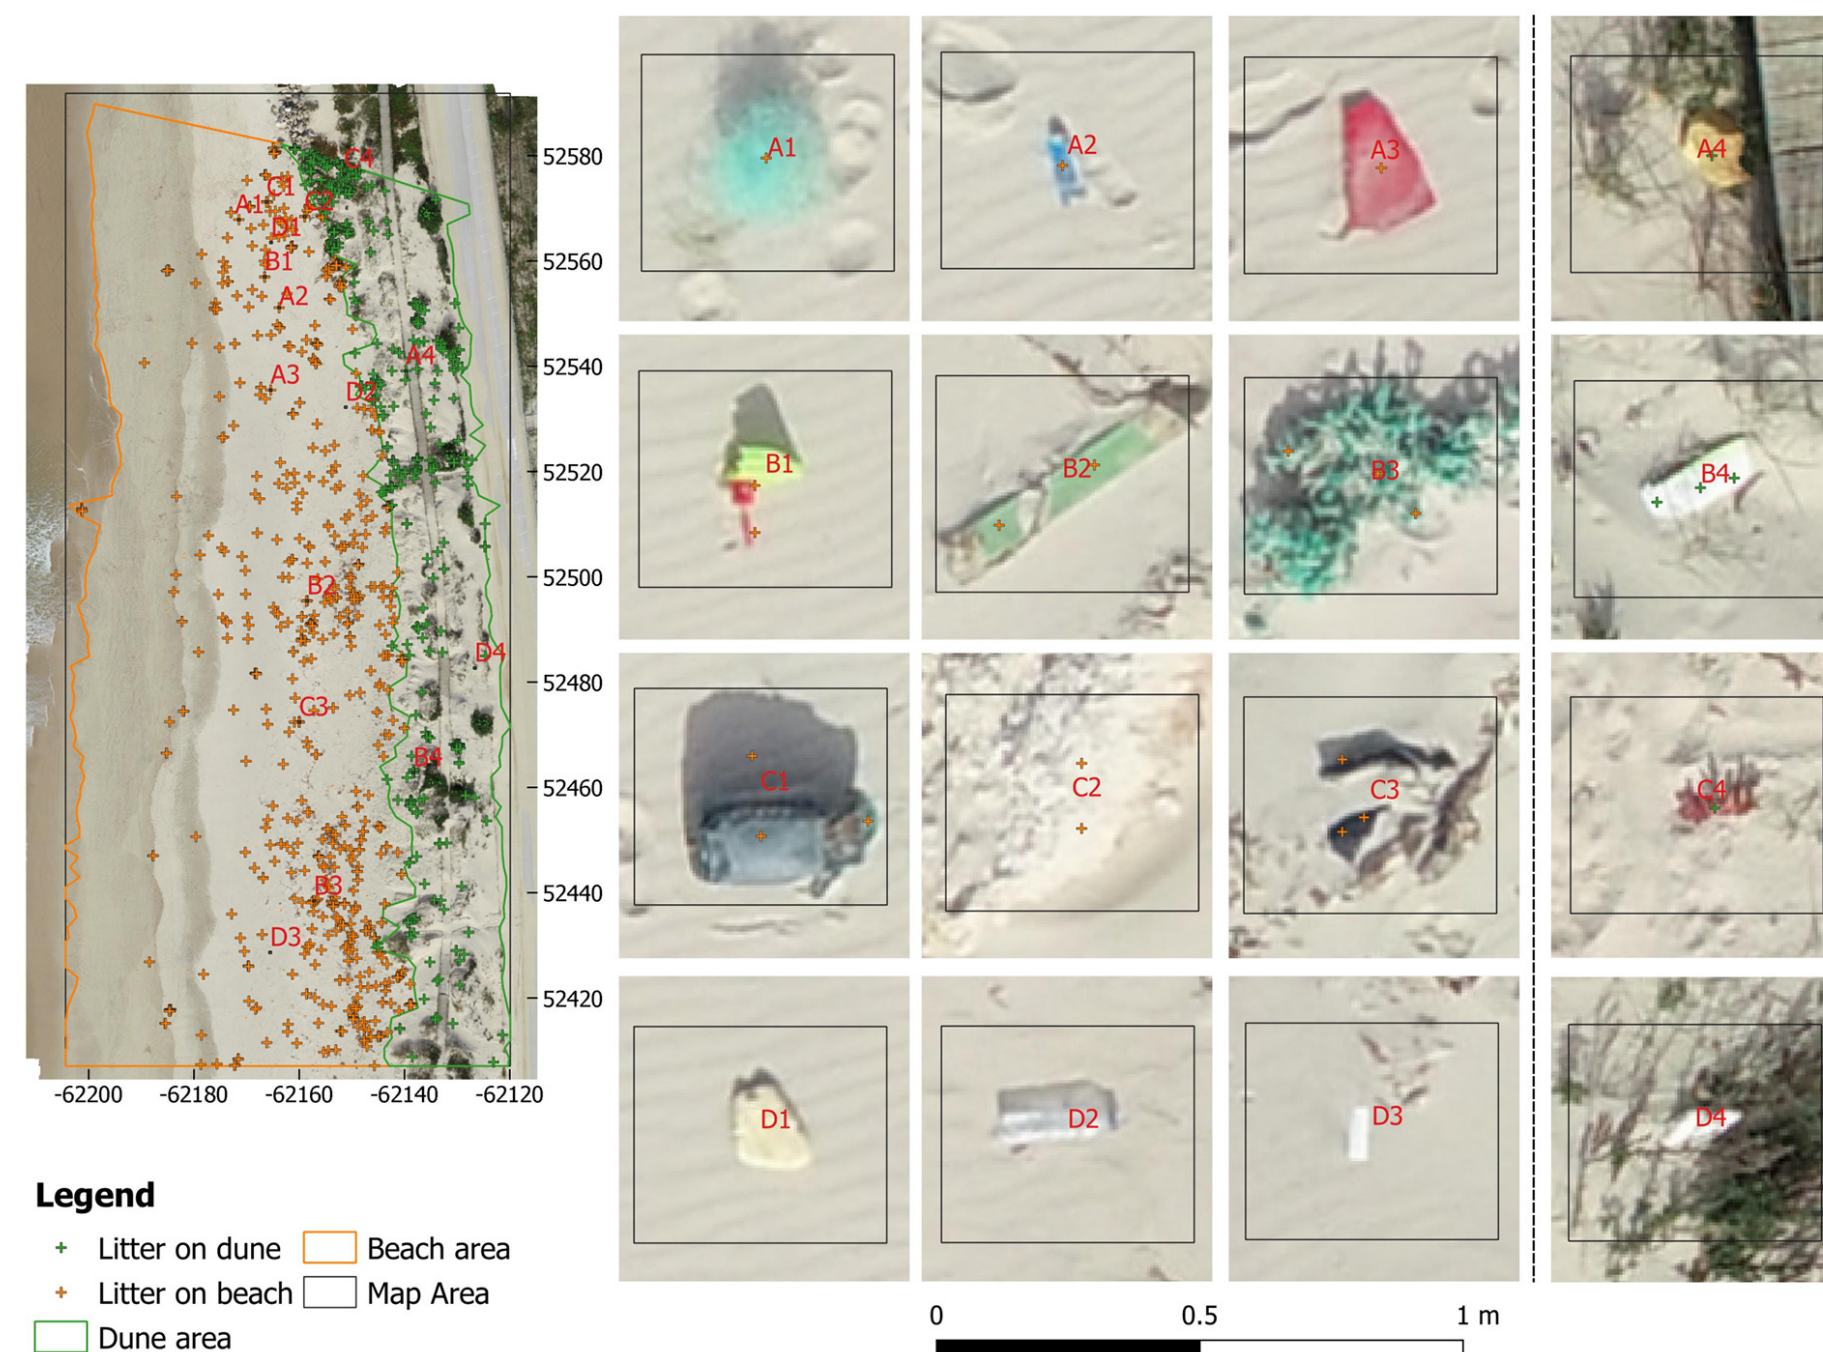 C4
C1
A1
C2
D1
B1
A2
A4
A3
D2
B2
D4
C3
B4
B3
D3
52580
52560
52540
52520
52500
52480
52460
52440
52420
-62200 -62180 -62160 -62140 -62120
Legend
Litter on dune
Beach area
Litter on beach
Map Area
Dune area
A1 A2 A3 A4
B1 B2 B3 B4
C1 C2 C3 C4
D1 D2 D3 D4
0 0.5 1 m